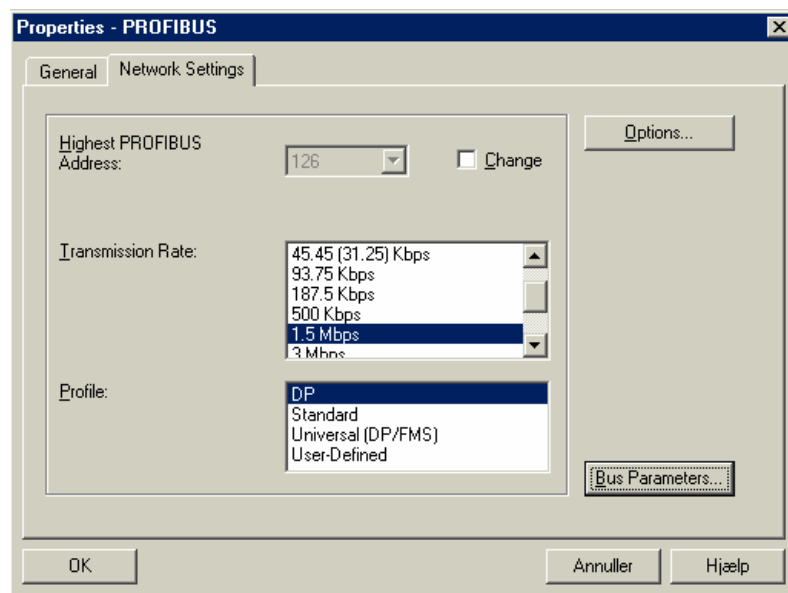 Properties - PROFIBUS
General
Network Settings
Highest PROFIBUS
Address:
126
Change
Options...
Transmission Rate:
45.45 (31.25) Kbps
93.75 Kbps
187.5 Kbps
500 Kbps
1.5 Mbps
3 Mbps
Profile:
DP
Standard
Universal (DP/FMS)
User-Defined
Bus Parameters...
OK
Annuller
Hjælp